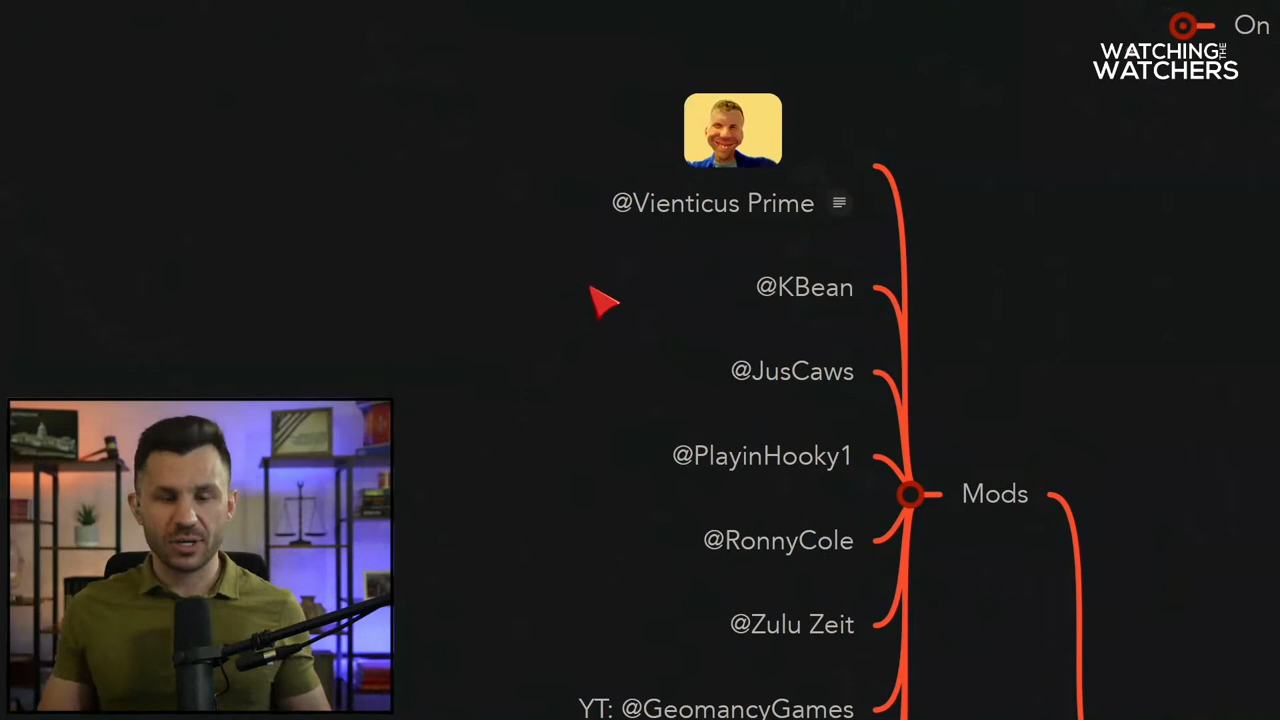 On
WATCHING THE
WATCHERS
@Vienticus Prime
@KBean
@JusCaws
@PlayinHooky1
@RonnyCole
Mods
@Zulu Zeit
YT: @GeomancyGames